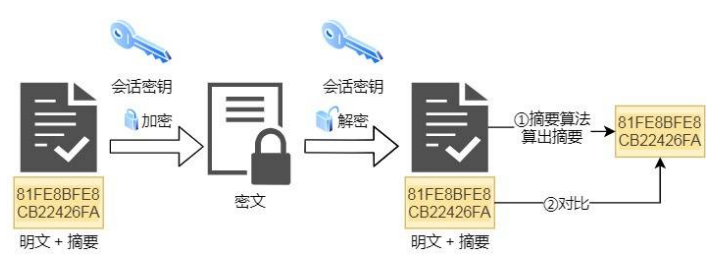 会话密钥
加密
81FE8BFE8
CB22426FA
明文 + 摘要
密文
会话密钥
解密
81FE8BFE8
CB22426FA
明文 + 摘要
①摘要算法
算出摘要
②对比
81FE8BFE8
CB22426FA